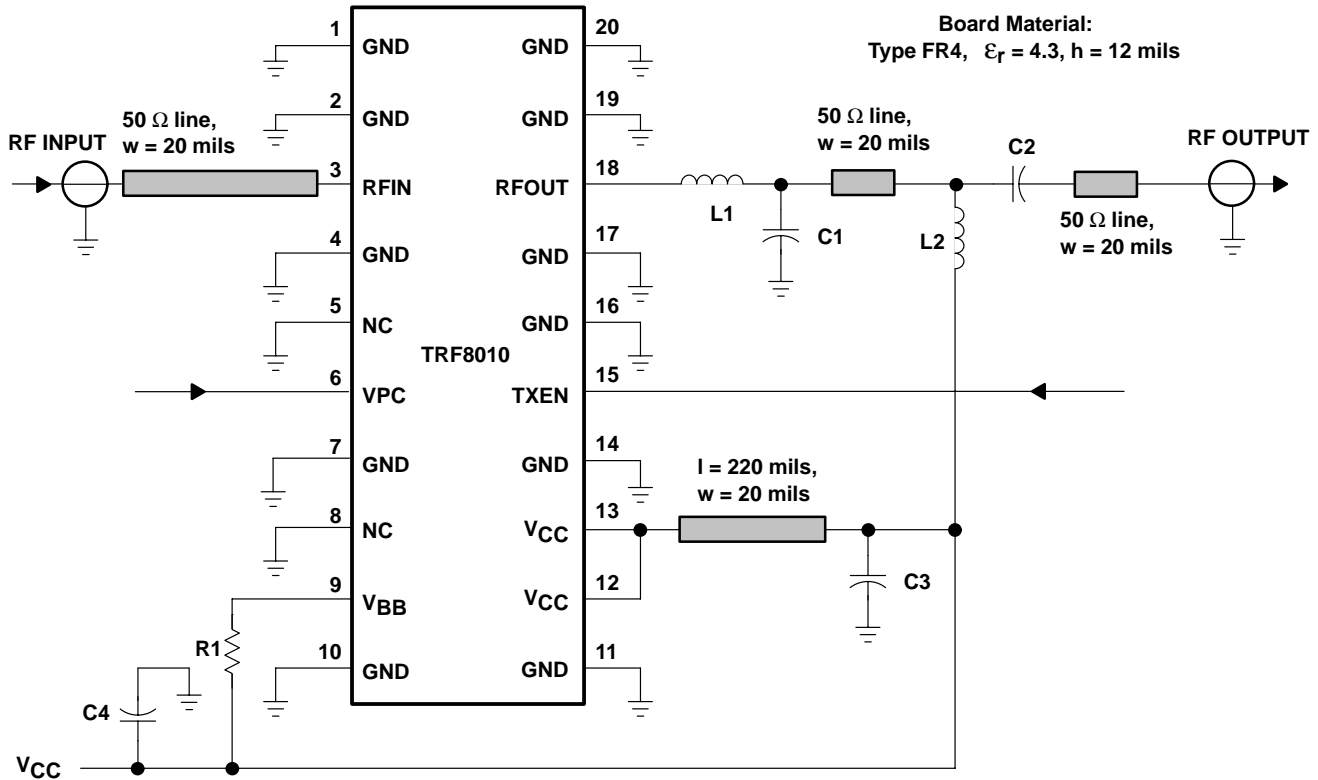 Board Material:
Type FR4, εr = 4.3, h = 12 mils
1
GND
20
GND
2
GND
19
GND
50 Ω line,
w = 20 mils
RF INPUT
3
RFIN
18
RFOUT
L1
C1
50 Ω line,
w = 20 mils
C2
RF OUTPUT
50 Ω line,
w = 20 mils
L2
4
GND
17
GND
5
NC
16
GND
TRF8010
6
VPC
15
TXEN
7
GND
14
GND
l = 220 mils,
w = 20 mils
8
NC
13
VCC
C3
9
VBB
12
VCC
R1
10
GND
11
GND
C4
VCC